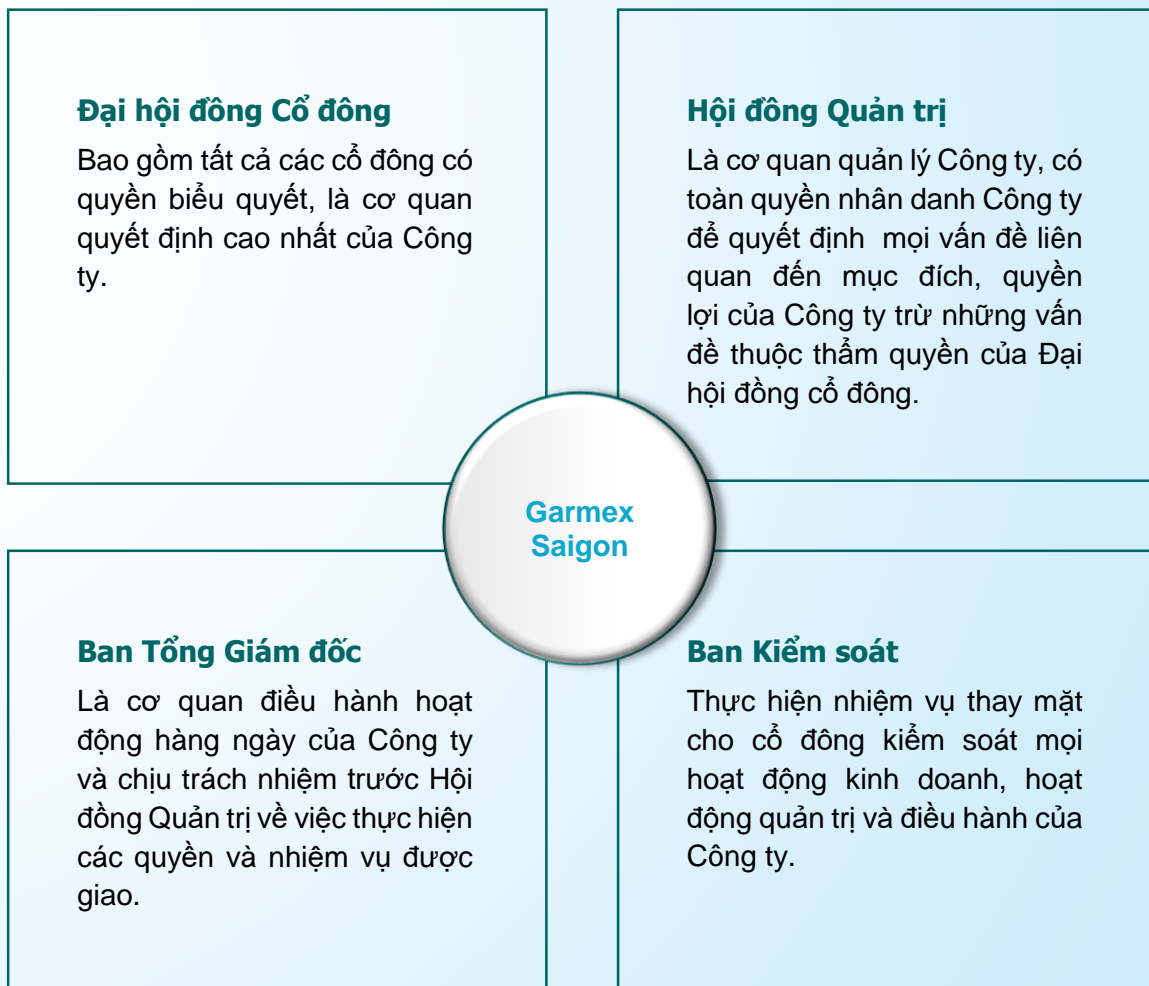 Đại hội đồng Cổ đông
Bao gồm tất cả các cổ đông có
quyền biểu quyết, là cơ quan
quyết định cao nhất của Công
ty.
Hội đồng Quản trị
Là cơ quan quản lý Công ty, có
toàn quyền nhân danh Công ty
để quyết định mọi vấn đề liên
quan đến mục đích, quyền
lợi của Công ty trừ những vấn
đề thuộc thẩm quyền của Đại
hội đồng cổ đông.
Garmex
Saigon
Ban Tổng Giám đốc
Là cơ quan điều hành hoạt
động hàng ngày của Công ty
và chịu trách nhiệm trước Hội
đồng Quản trị về việc thực hiện
các quyền và nhiệm vụ được
giao.
Ban Kiểm soát
Thực hiện nhiệm vụ thay mặt
cho cổ đông kiểm soát mọi
hoạt động kinh doanh, hoạt
động quản trị và điều hành của
Công ty.